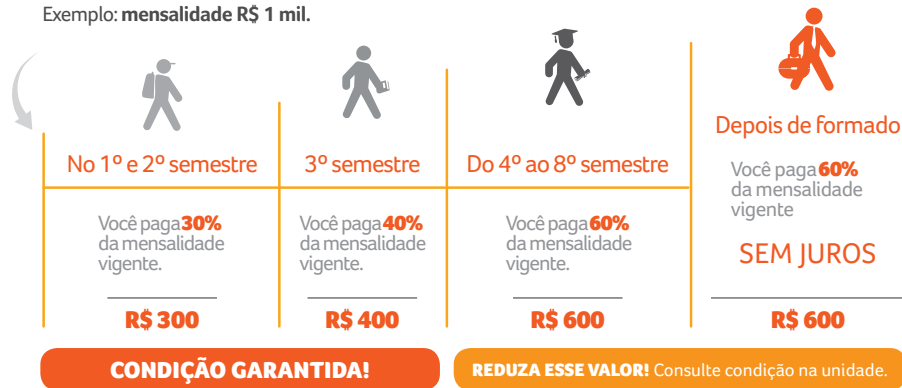 Exemplo: mensalidade R$ 1 mil.
No 1º e 2º semestre
Você paga 30%
da mensalidade
vigente.
R$ 300
3º semestre
Você paga 40%
da mensalidade
vigente.
R$ 400
Do 4º ao 8º semestre
Você paga 60%
da mensalidade
vigente.
R$ 600
Depois de formado
Você paga 60%
da mensalidade
vigente
SEM JUROS
R$ 600
CONDIÇÃO GARANTIDA!
REDUZA ESSE VALOR! Consulte condição na unidade.